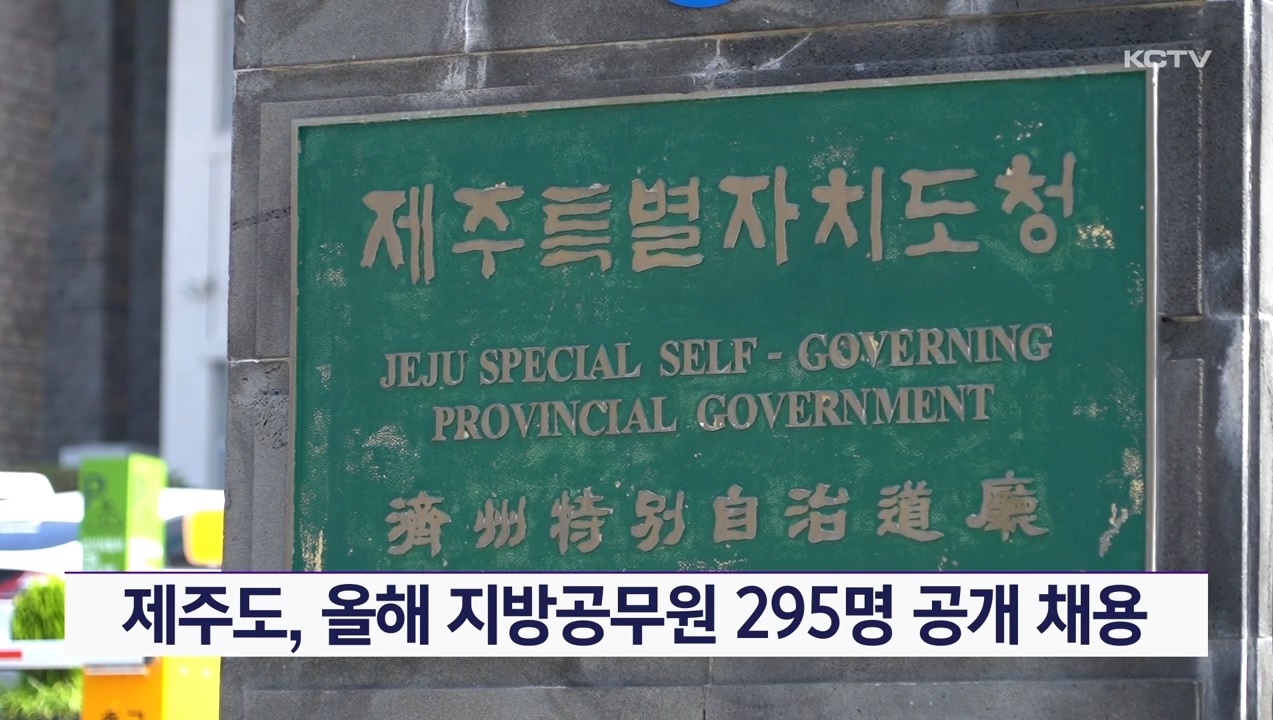 KCTV
제주특별자치도청
JEJU SPECIAL SELF - GOVERNING
PROVINCIAL GOVERNMENT
濟州特別自治道廳
제주도, 올해 지방공무원 295명 공개 채용